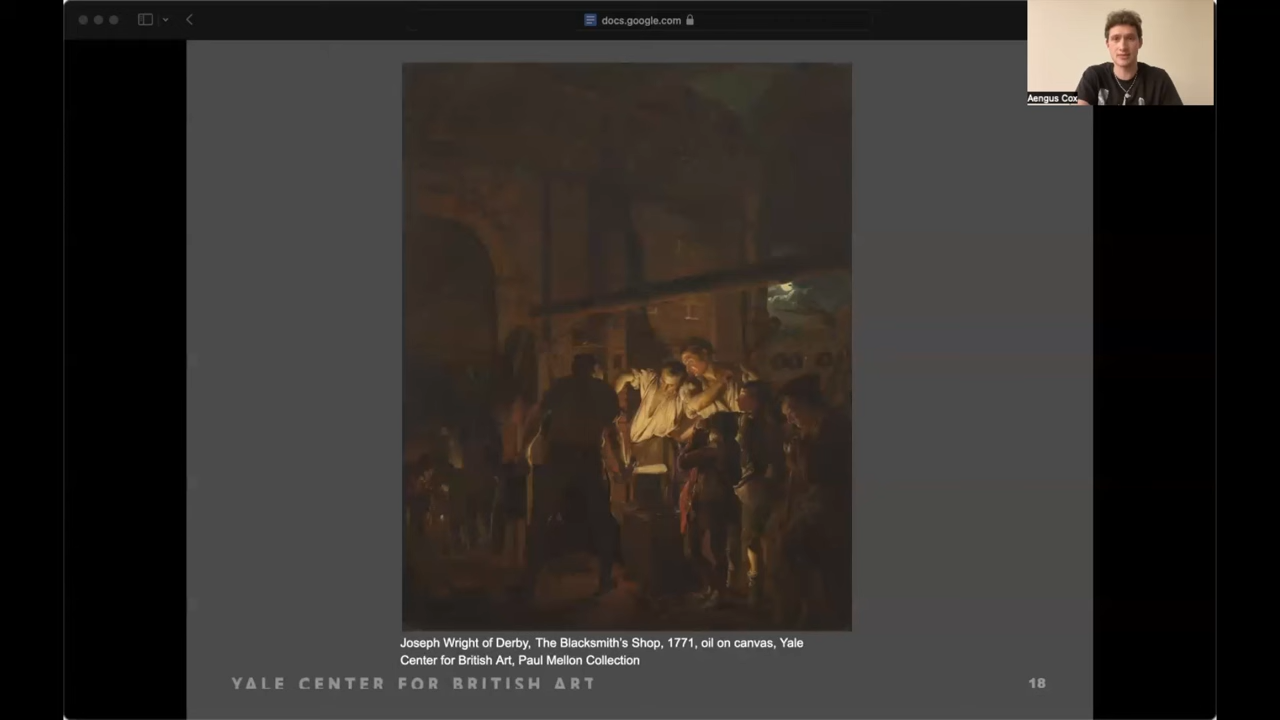 docs.google.com
Aengus Cox
Joseph Wright of Derby, The Blacksmith's Shop, 1771, oil on canvas, Yale
Center for British Art, Paul Mellon Collection
YALE CENTER FOR BRITISH ART
18